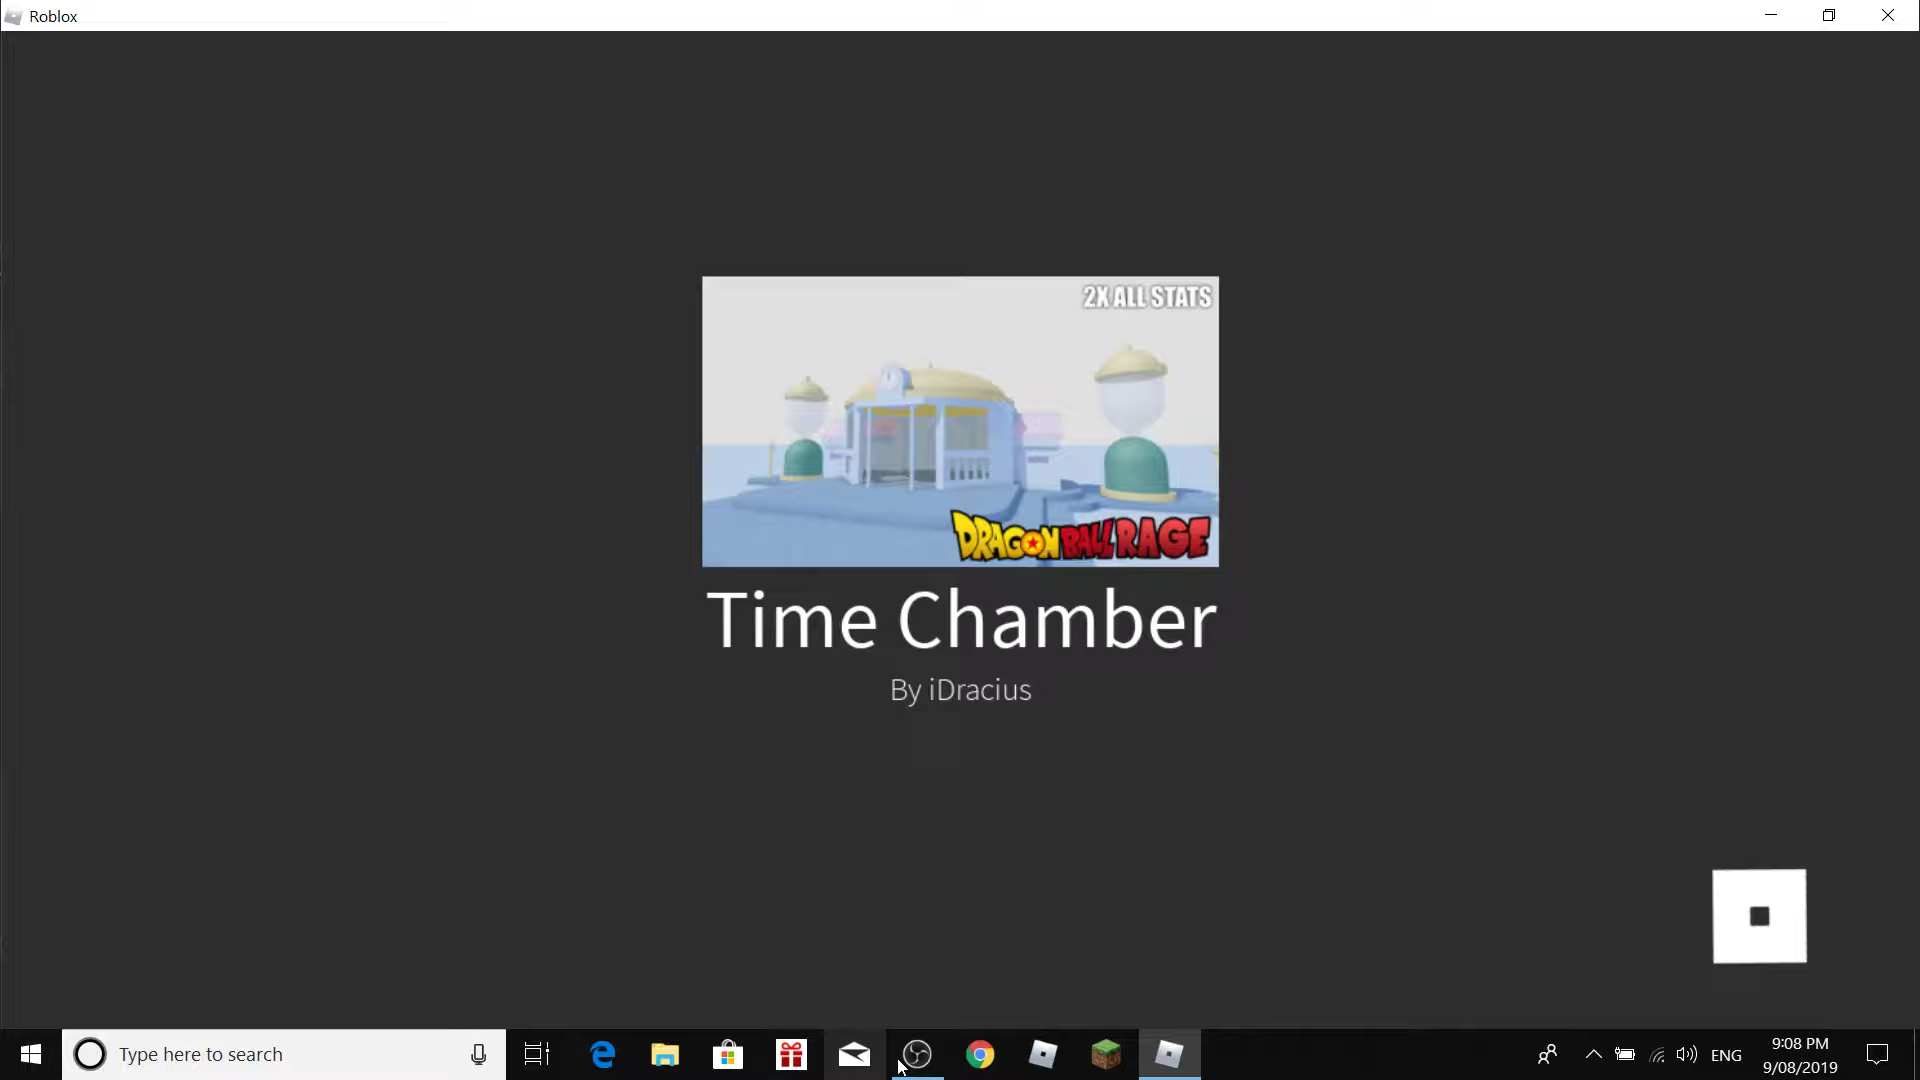 Roblox
2X ALL STATS
DRAGON BALL RAGE
Time Chamber
By iDracius
Type here to search
ENG
9:08 PM
9/08/2019